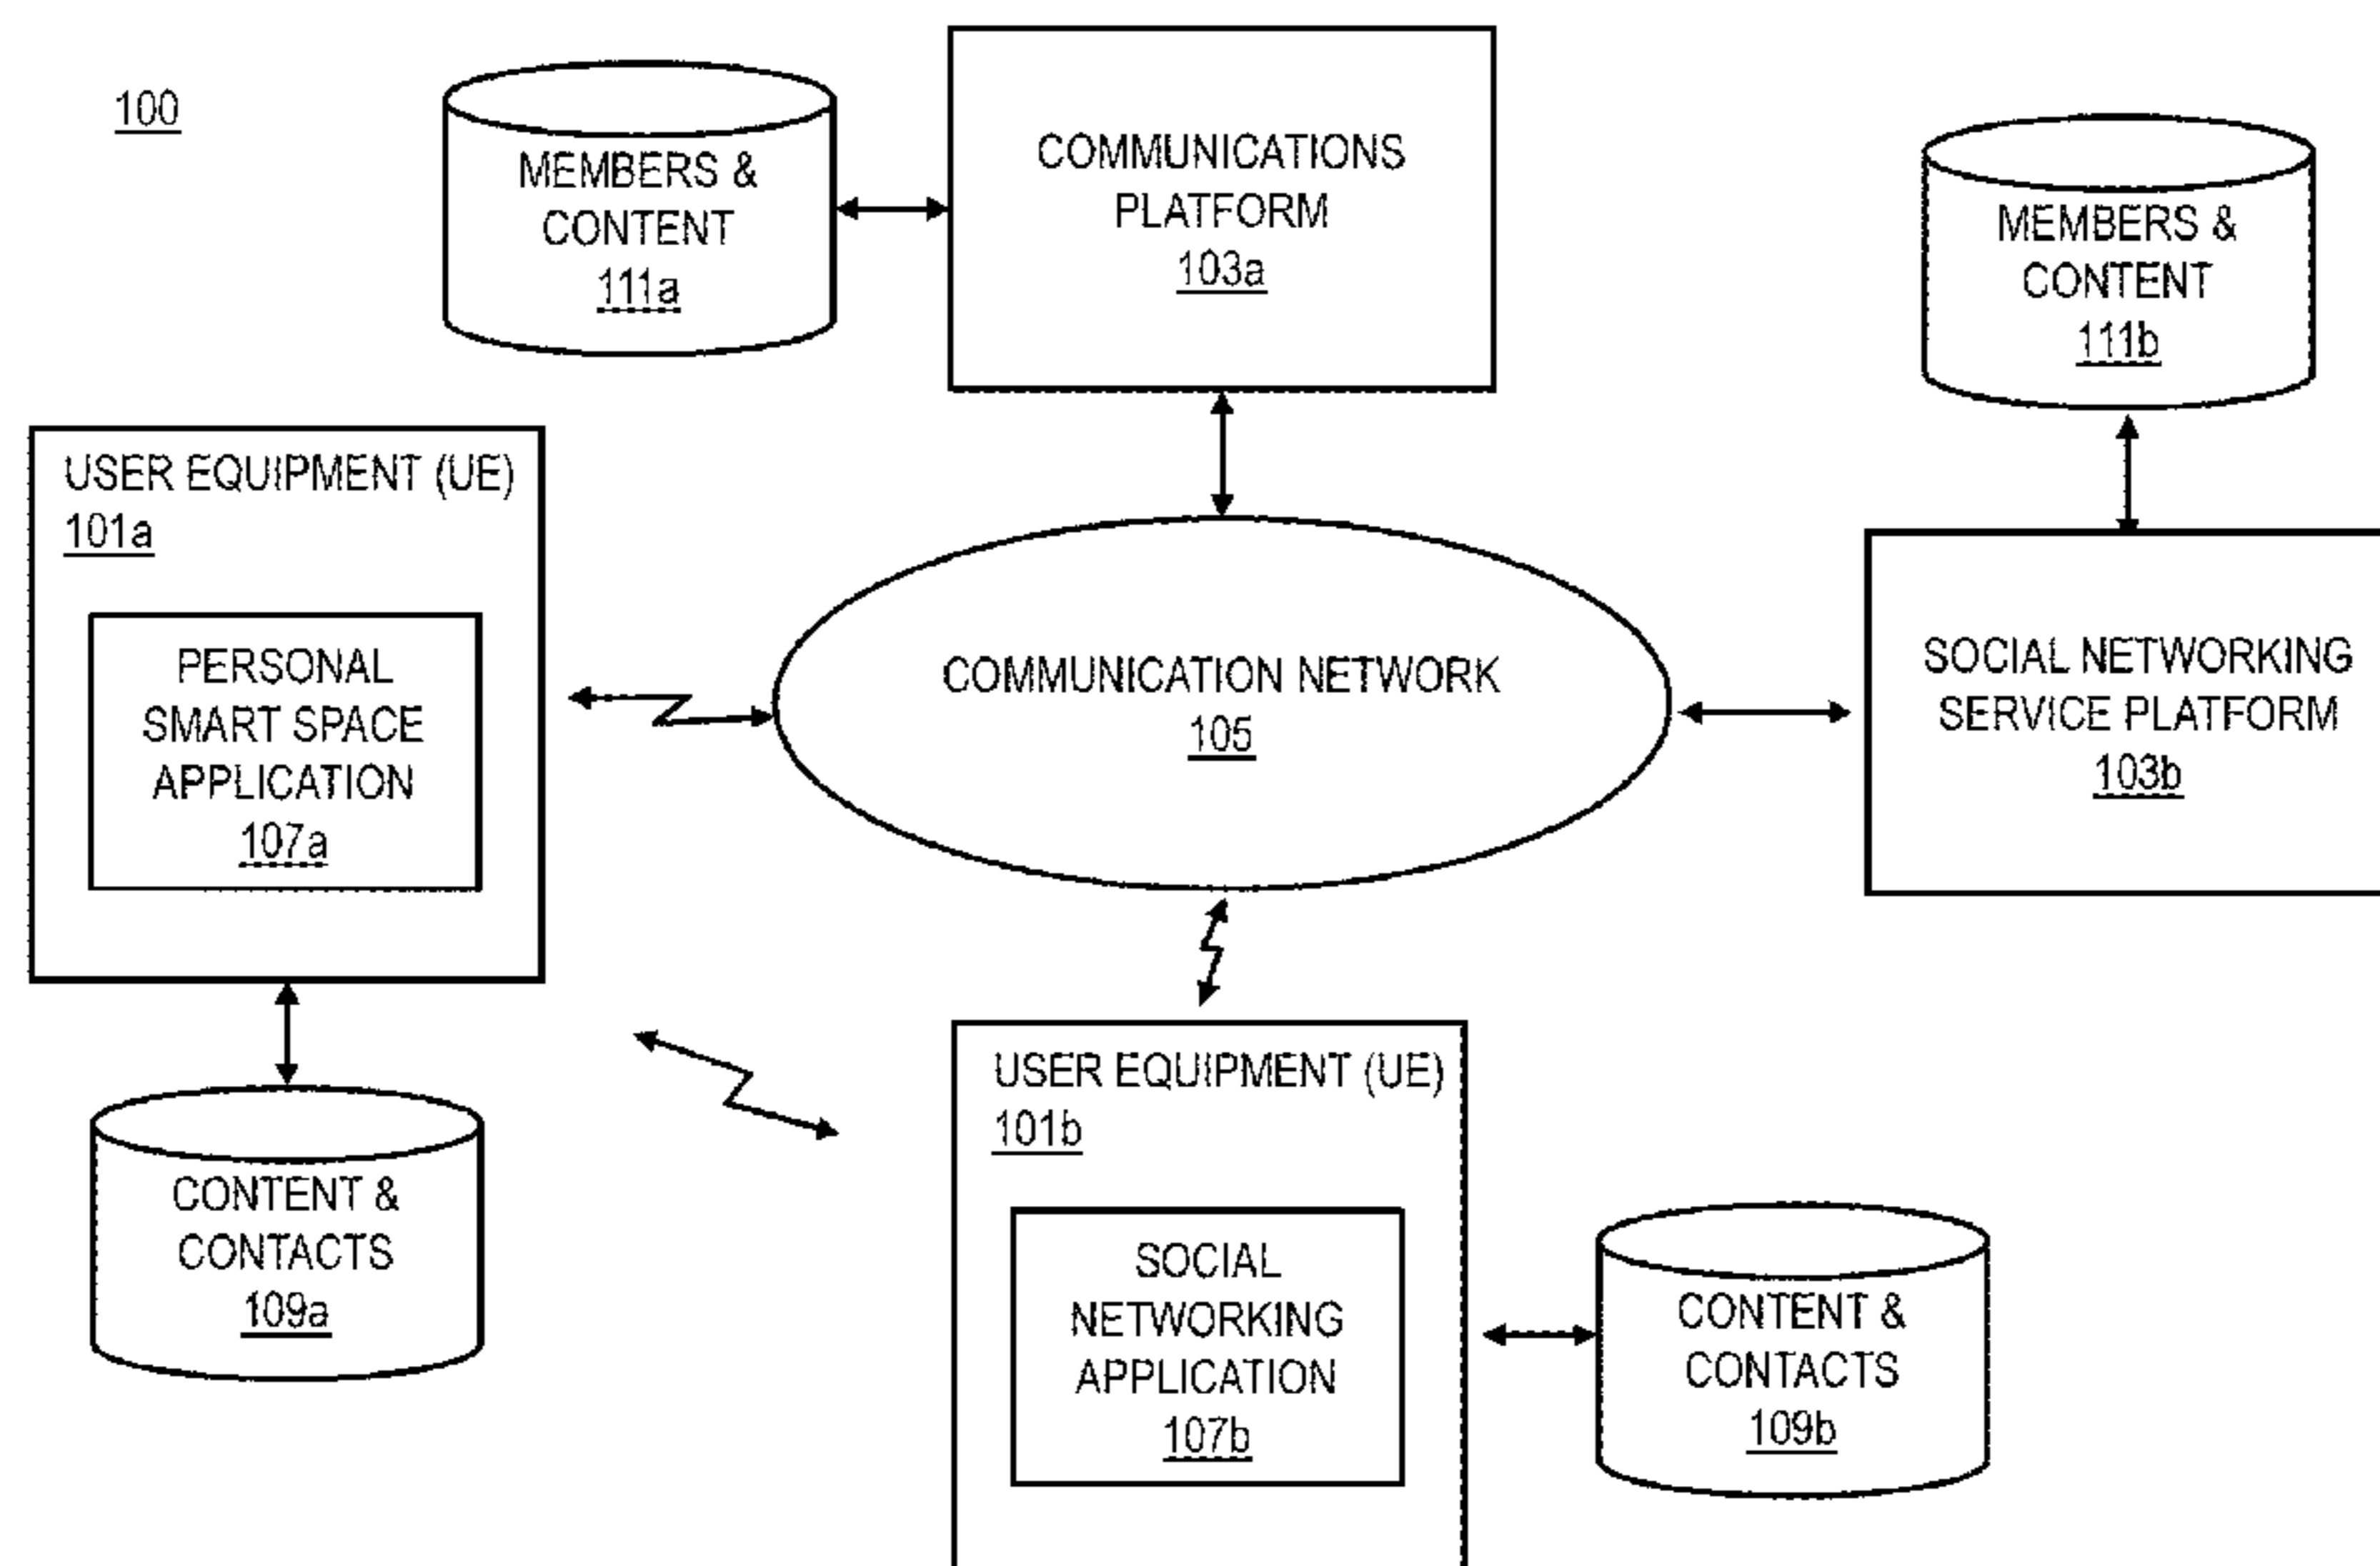 100
MEMBERS &
CONTENT
111a
COMMUNICATIONS
PLATFORM
103a
MEMBERS &
CONTENT
111b
USER EQUIPMENT (UE)
101a
PERSONAL
SMART SPACE
APPLICATION
107a
COMMUNICATION NETWORK
105
SOCIAL NETWORKING
SERVICE PLATFORM
103b
CONTENT &
CONTACTS
109a
USER EQUIPMENT (UE)
101b
SOCIAL
NETWORKING
APPLICATION
107b
CONTENT &
CONTACTS
109b